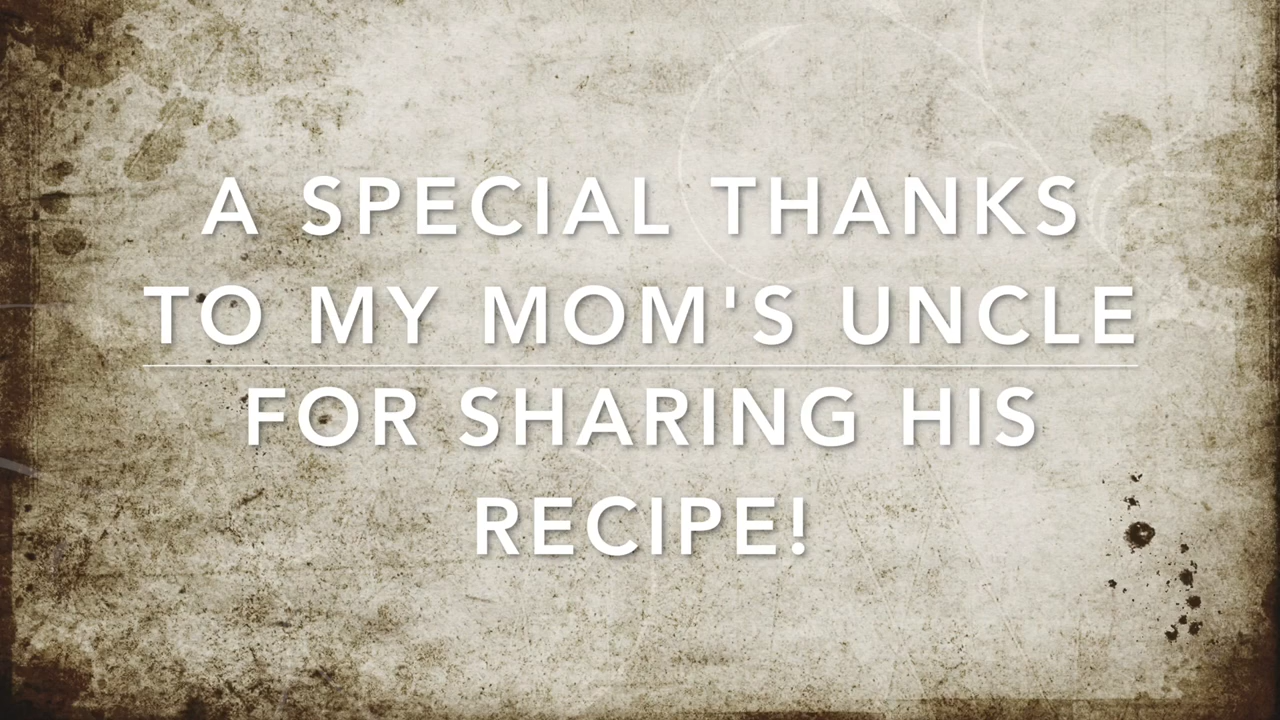 A SPECIAL THANKS
TO MY MOM'S UNCLE
FOR SHARING HIS
RECIPE!